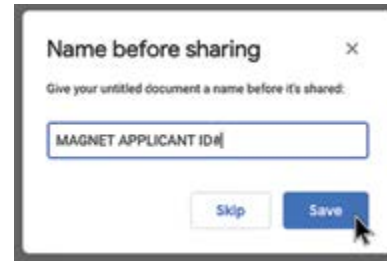 Name before sharing
Give your untitled document a name before it's shared:
MAGNET APPLICANT ID#
Skip
Save